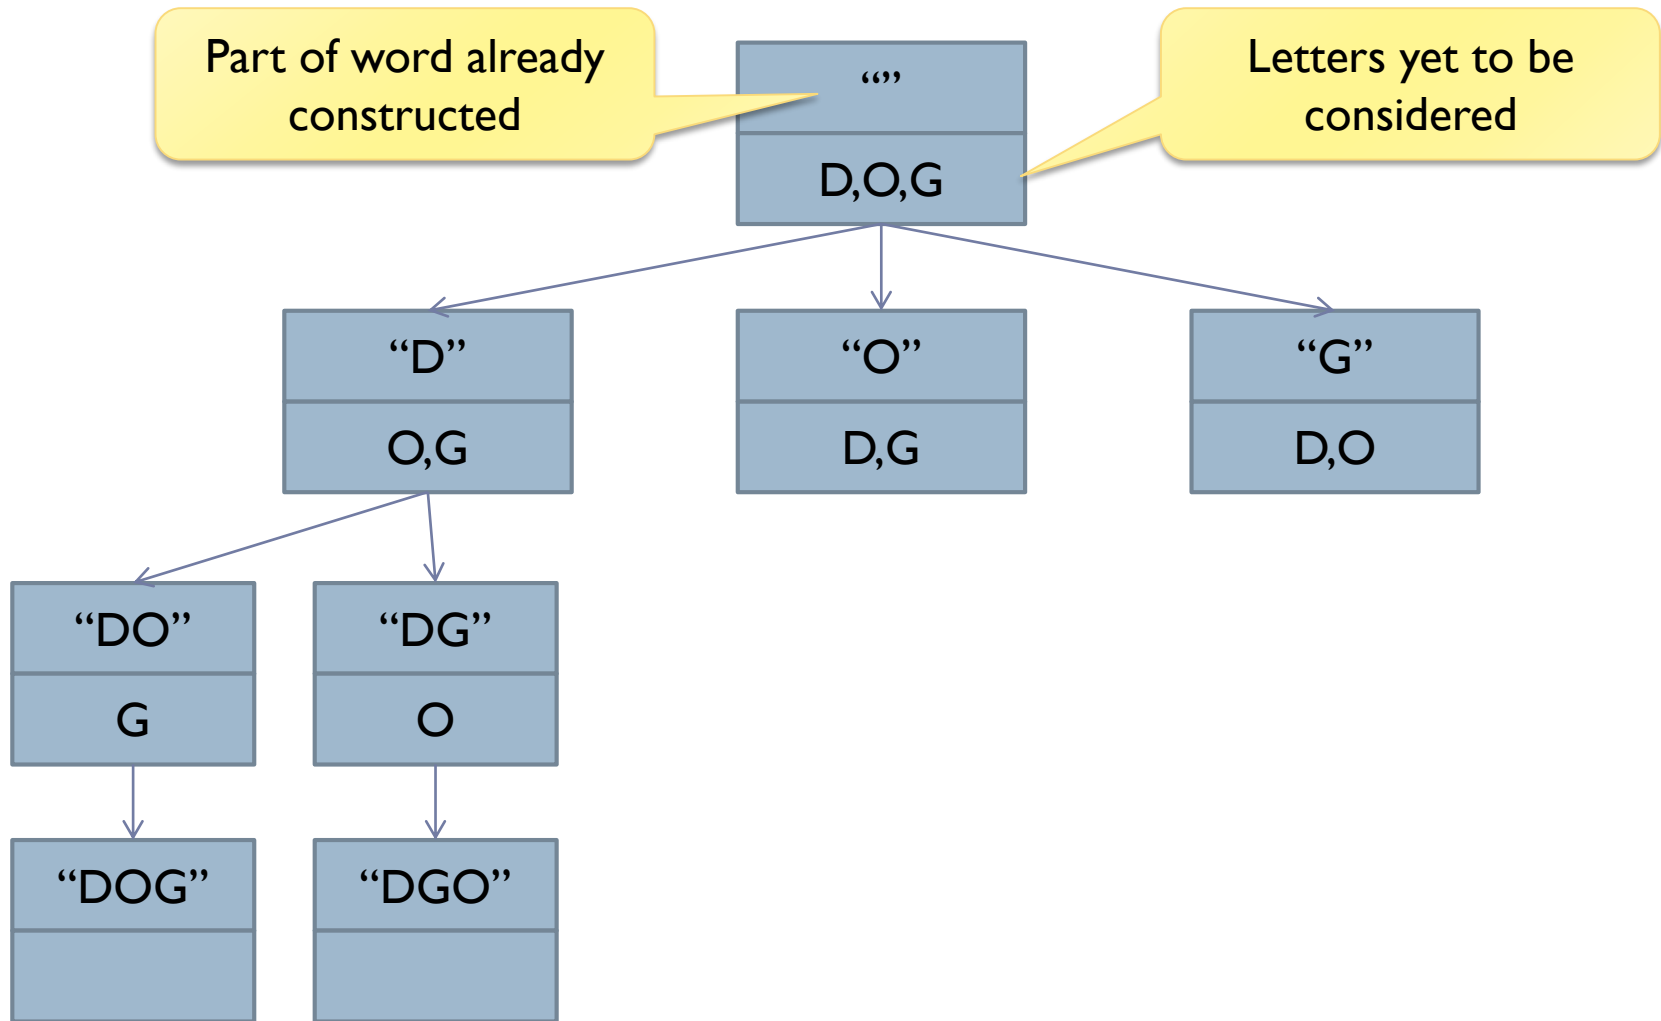 Part of word already
constructed
“”
D,O,G
Letters yet to be
considered
“D”
O,G
“O”
D,G
“G”
D,O
“DO”
G
“DG”
O
“DOG”
“DGO”